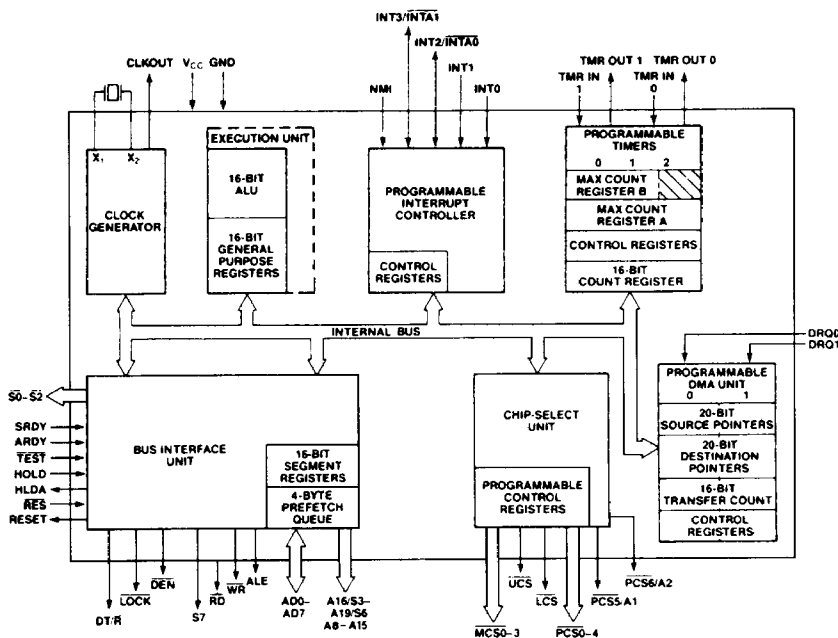 INT3/INTA1
INT2/INTA0
INT1
NMI
INT0
CLKOUT
VCC
GND
TMR OUT 1
TMR OUT 0
TMR IN
1
TMR IN
0
X1
X2
CLOCK
GENERATOR
EXECUTION UNIT
16-BIT
ALU
16-BIT
GENERAL
PURPOSE
REGISTERS
PROGRAMMABLE
INTERRUPT
CONTROLLER
CONTROL
REGISTERS
PROGRAMMABLE
TIMERS
0 1 2
MAX COUNT
REGISTER B
MAX COUNT
REGISTER A
CONTROL REGISTERS
16-BIT
COUNT REGISTER
INTERNAL BUS
DRQ0
DRQ1
PROGRAMMABLE
DMA UNIT
0 1
20-BIT
SOURCE POINTERS
20-BIT
DESTINATION
POINTERS
16-BIT
TRANSFER COUNT
CONTROL
REGISTERS
S0-S2
SRDY
ARDY
TEST
HOLD
HLDA
RES
RESET
BUS INTERFACE
UNIT
16-BIT
SEGMENT
REGISTERS
4-BYTE
PREFETCH
QUEUE
CHIP-SELECT
UNIT
PROGRAMMABLE
CONTROL
REGISTERS
DT/R
LOCK
DEN
S7
RD
WR
ALE
AD0–
AD7
A16/S3–
A19/S6
A8–A15
MCS0-3
UCS
LCS
PCS0-4
PCS5/A1
PCS6/A2